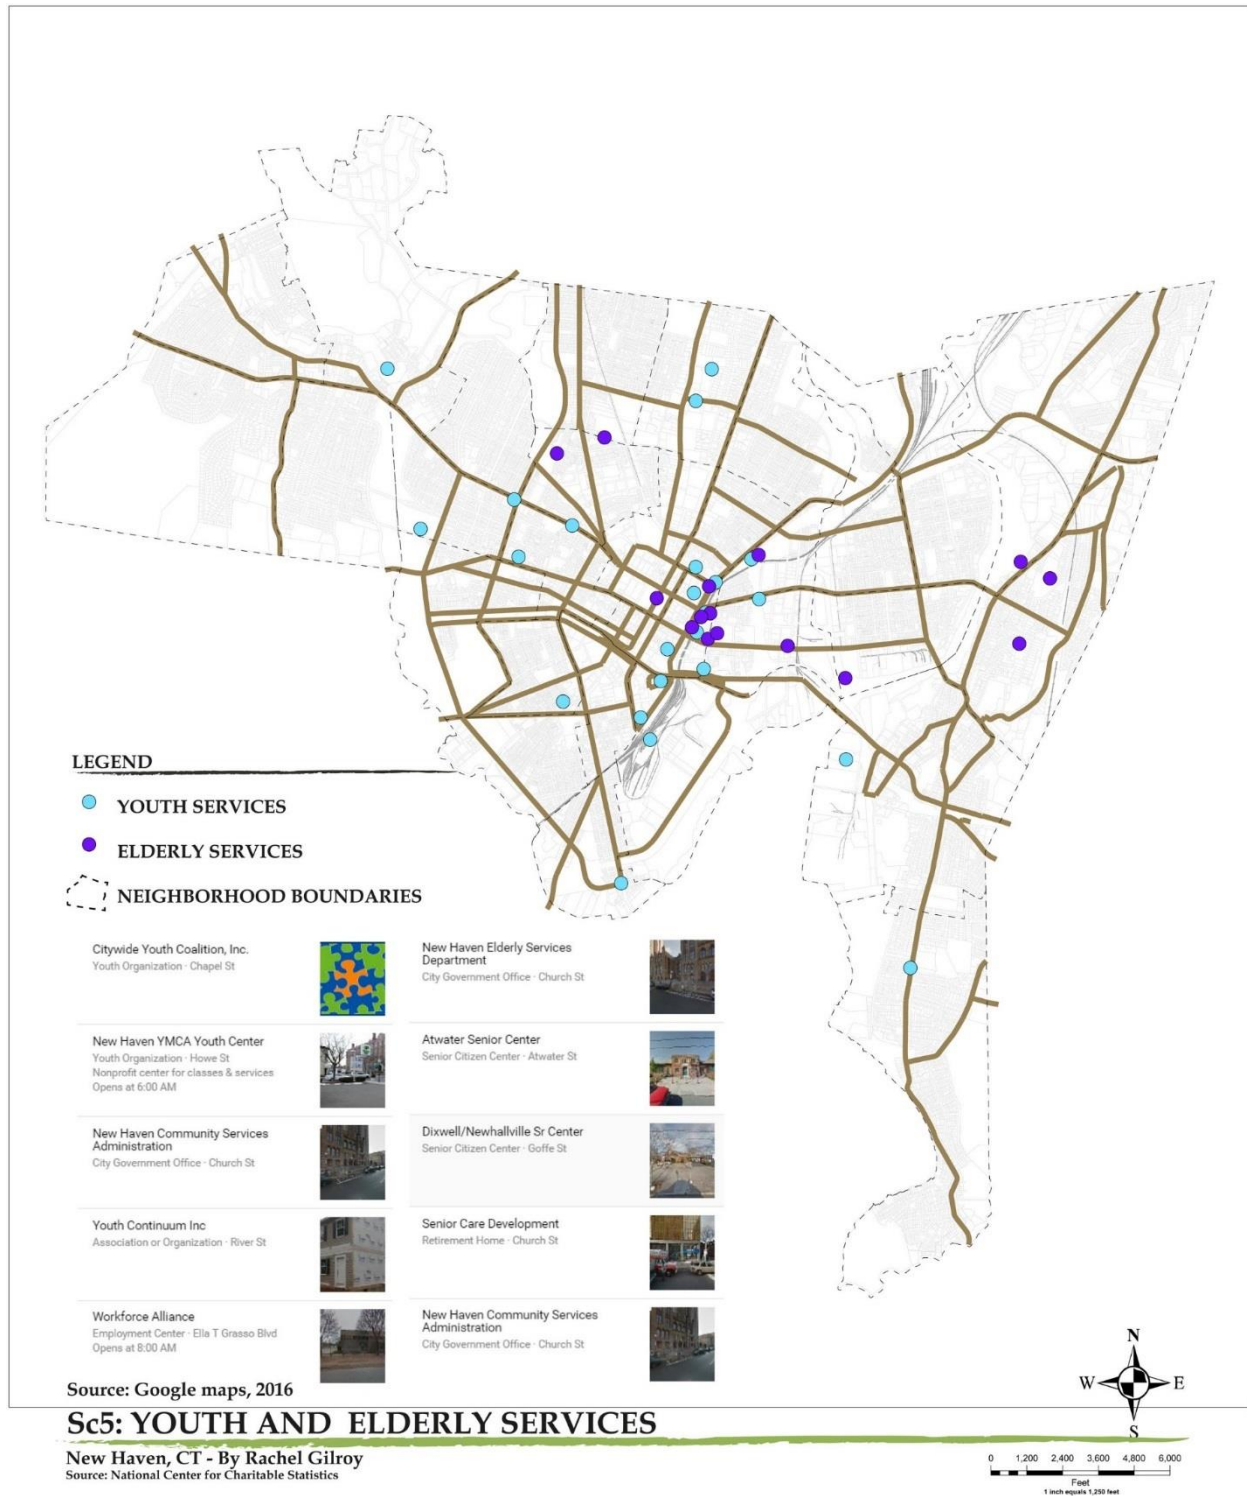 LEGEND
YOUTH SERVICES
ELDERLY SERVICES
NEIGHBORHOOD BOUNDARIES
Citywide Youth Coalition, Inc.
Youth Organization · Chapel St
New Haven YMCA Youth Center
Youth Organization · Howe St
Nonprofit center for classes & services
Opens at 6:00 AM
New Haven Community Services
Administration
City Government Office · Church St
Youth Continuum Inc
Association or Organization · River St
Workforce Alliance
Employment Center · Ella T Grasso Blvd
Opens at 8:00 AM
New Haven Elderly Services
Department
City Government Office · Church St
Atwater Senior Center
Senior Citizen Center · Atwater St
Dixwell/Newhallville Sr Center
Senior Citizen Center · Goffe St
Senior Care Development
Retirement Home · Church St
New Haven Community Services
Administration
City Government Office · Church St
Source: Google maps, 2016
N
W E
S
Sc5: YOUTH AND ELDERLY SERVICES
New Haven, CT - By Rachel Gilroy
Source: National Center for Charitable Statistics
0 1,200 2,400 3,600 4,800 6,000
Feet
1 inch equals 1,250 feet